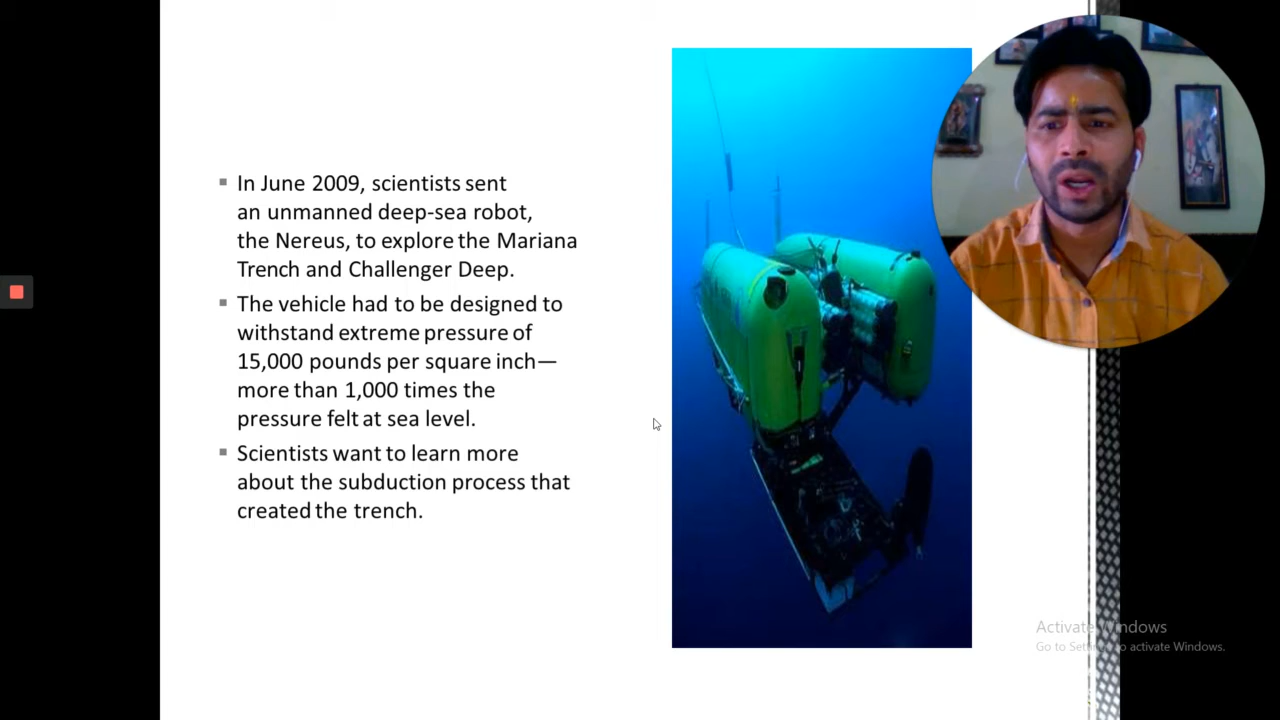 In June 2009, scientists sent
an unmanned deep-sea robot,
the Nereus, to explore the Mariana
Trench and Challenger Deep.
The vehicle had to be designed to
withstand extreme pressure of
15,000 pounds per square inch—
more than 1,000 times the
pressure felt at sea level.
Scientists want to learn more
about the subduction process that
created the trench.
Activate Windows
Go to Settings to activate Windows.